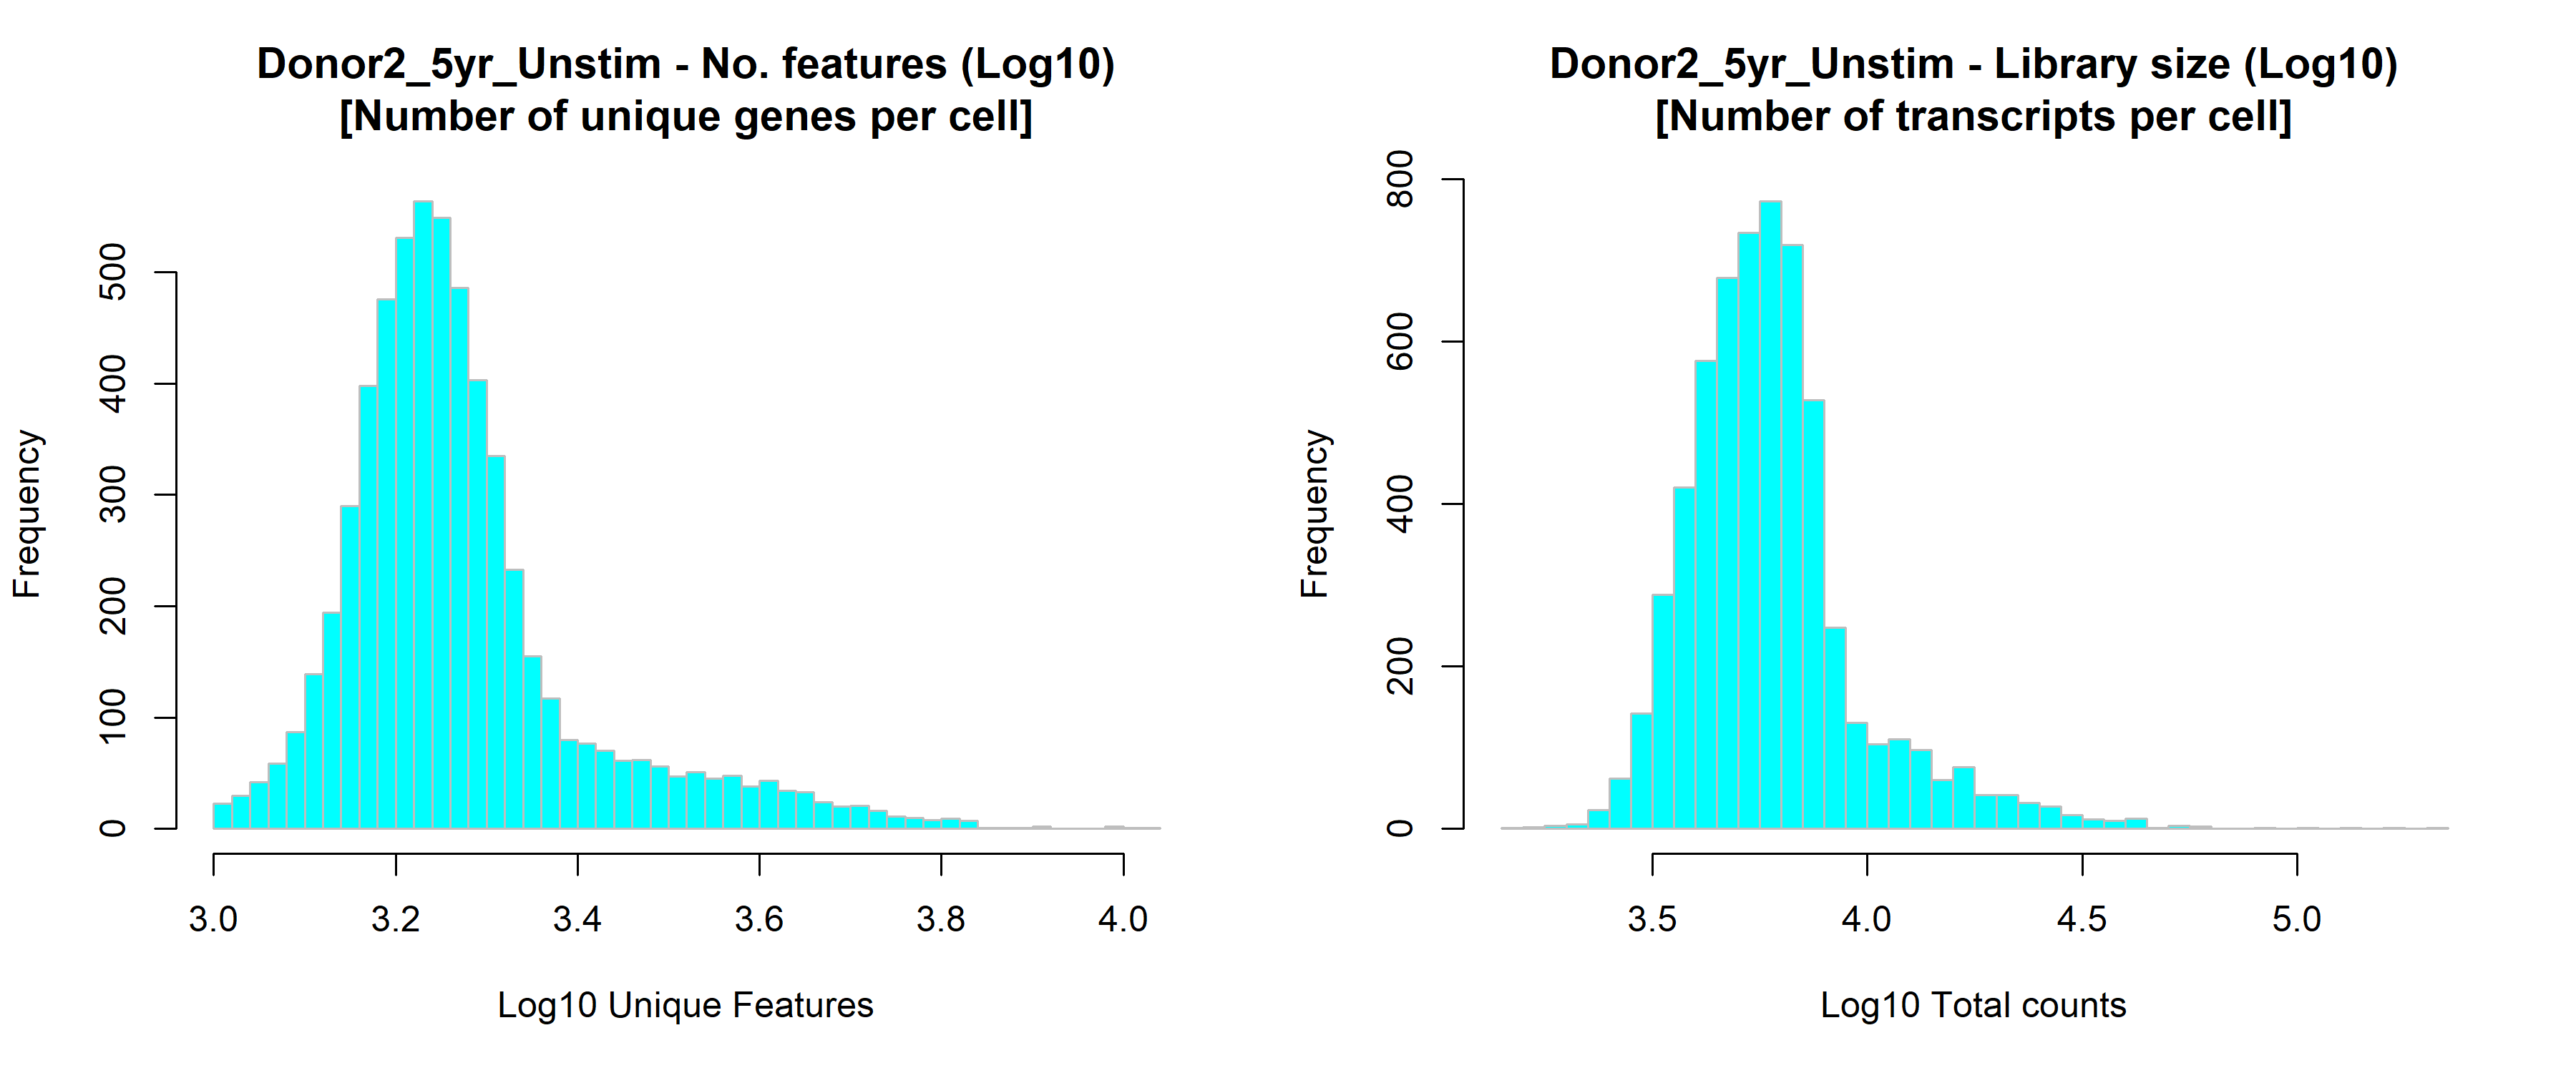 Donor2_5yr_Unstim - No. features (Log10)
[Number of unique genes per cell]
Frequency
0 100 200 300 400 500
3.0 3.2 3.4 3.6 3.8 4.0
Log10 Unique Features
Donor2_5yr_Unstim - Library size (Log10)
[Number of transcripts per cell]
Frequency
0 200 400 600 800
3.5 4.0 4.5 5.0
Log10 Total counts